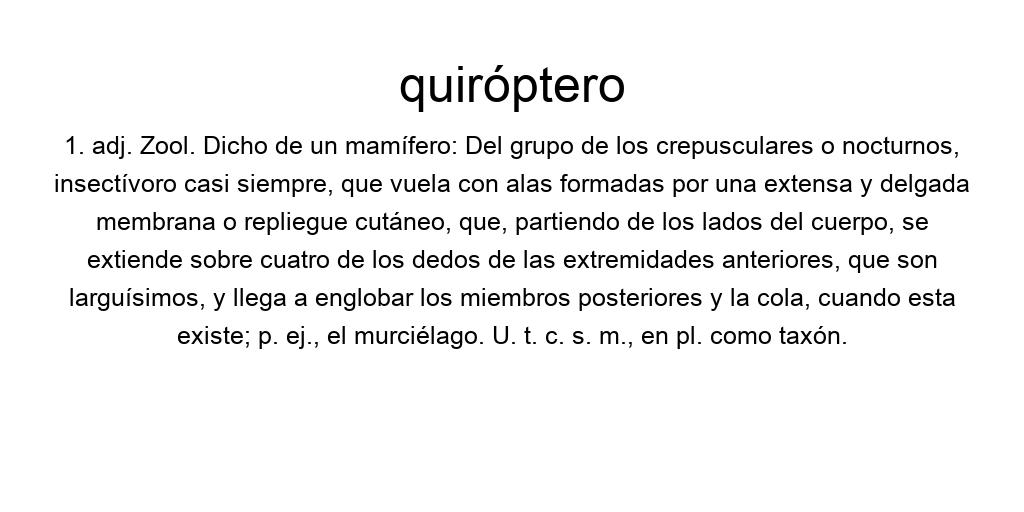 quiróptero
1. adj. Zool. Dicho de un mamífero: Del grupo de los crepusculares o nocturnos,
insectívoro casi siempre, que vuela con alas formadas por una extensa y delgada
membrana o repliegue cutáneo, que, partiendo de los lados del cuerpo, se
extiende sobre cuatro de los dedos de las extremidades anteriores, que son
larguísimos, y llega a englobar los miembros posteriores y la cola, cuando esta
existe; p. ej., el murciélago. U. t. c. s. m., en pl. como taxón.